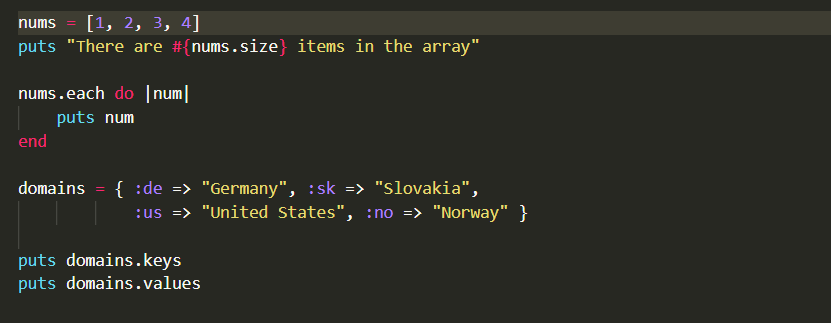 nums = [1, 2, 3, 4]
puts "There are #{nums.size} items in the array"
nums.each do |num|
    puts num
end
domains = { :de => "Germany", :sk => "Slovakia",
            :us => "United States", :no => "Norway" }
puts domains.keys
puts domains.values